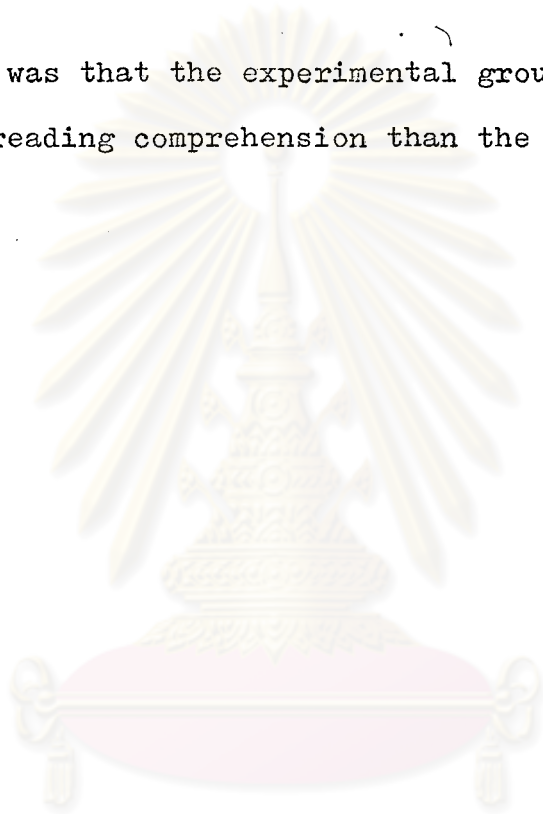 was that the experimental grou
reading comprehension than the